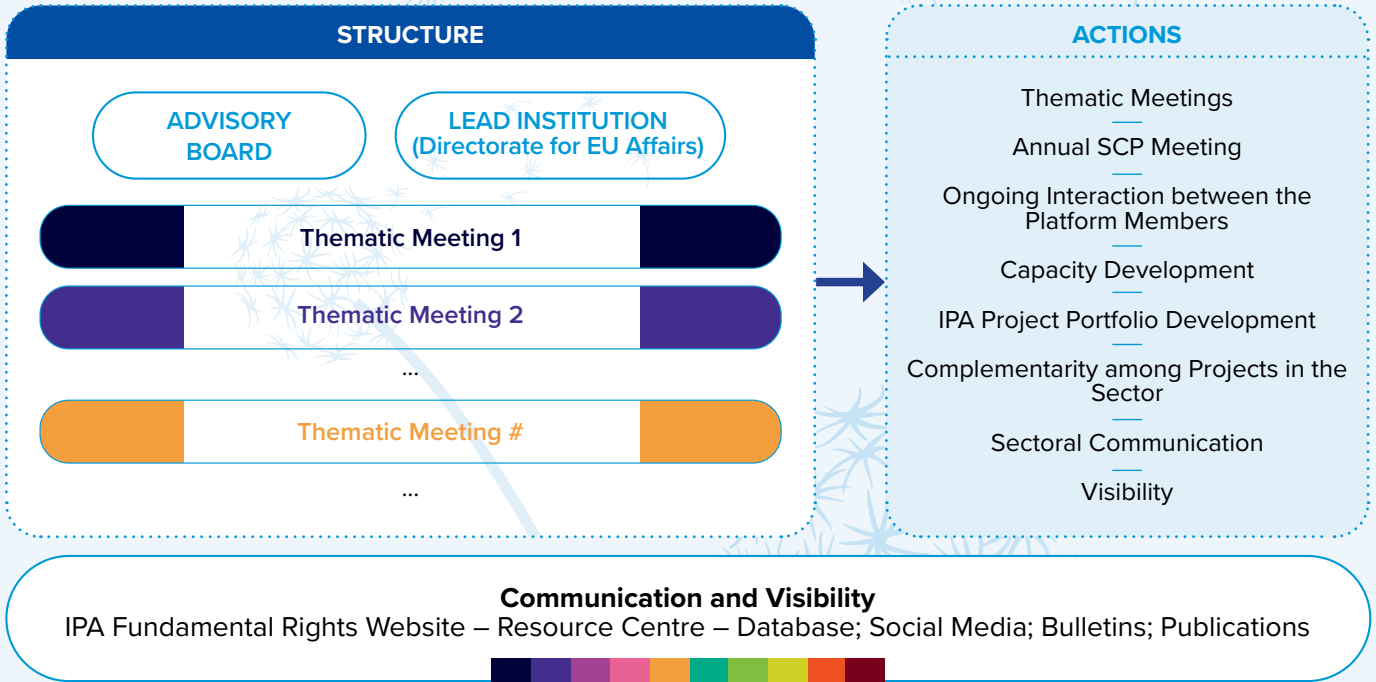 STRUCTURE
ADVISORY
BOARD
LEAD INSTITUTION
(Directorate for EU Affairs)
Thematic Meeting 1
Thematic Meeting 2
...
Thematic Meeting #
...
ACTIONS
Thematic Meetings
Annual SCP Meeting
Ongoing Interaction between the
Platform Members
Capacity Development
IPA Project Portfolio Development
Complementarity among Projects in the
Sector
Sectoral Communication
Visibility
Communication and Visibility
IPA Fundamental Rights Website – Resource Centre – Database; Social Media; Bulletins; Publications